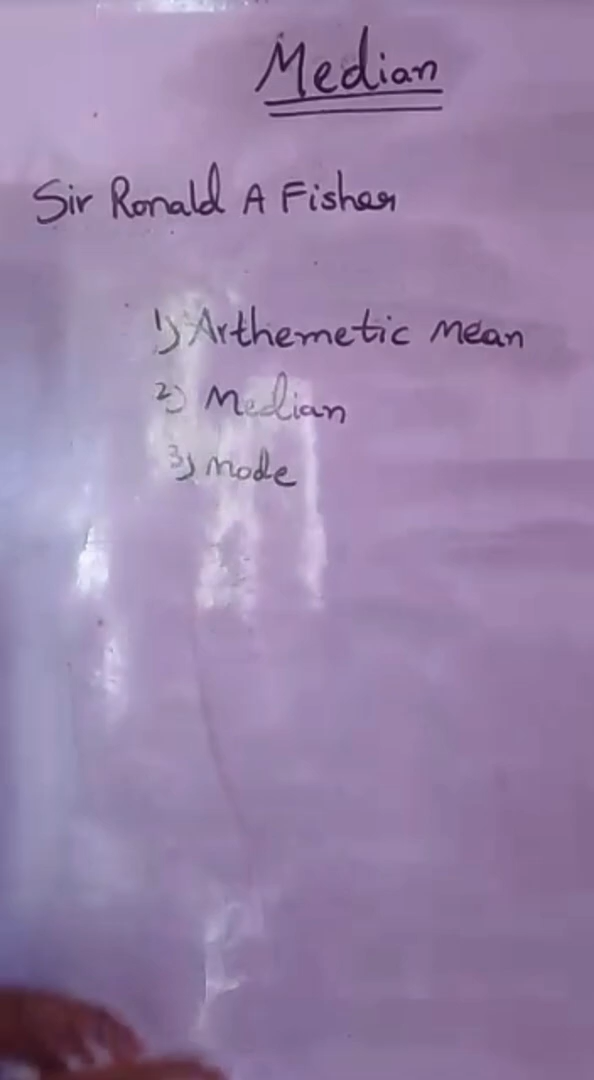 Median
Sir Ronald A Fisher
1) Arthemetic Mean
2) Median
3) Mode